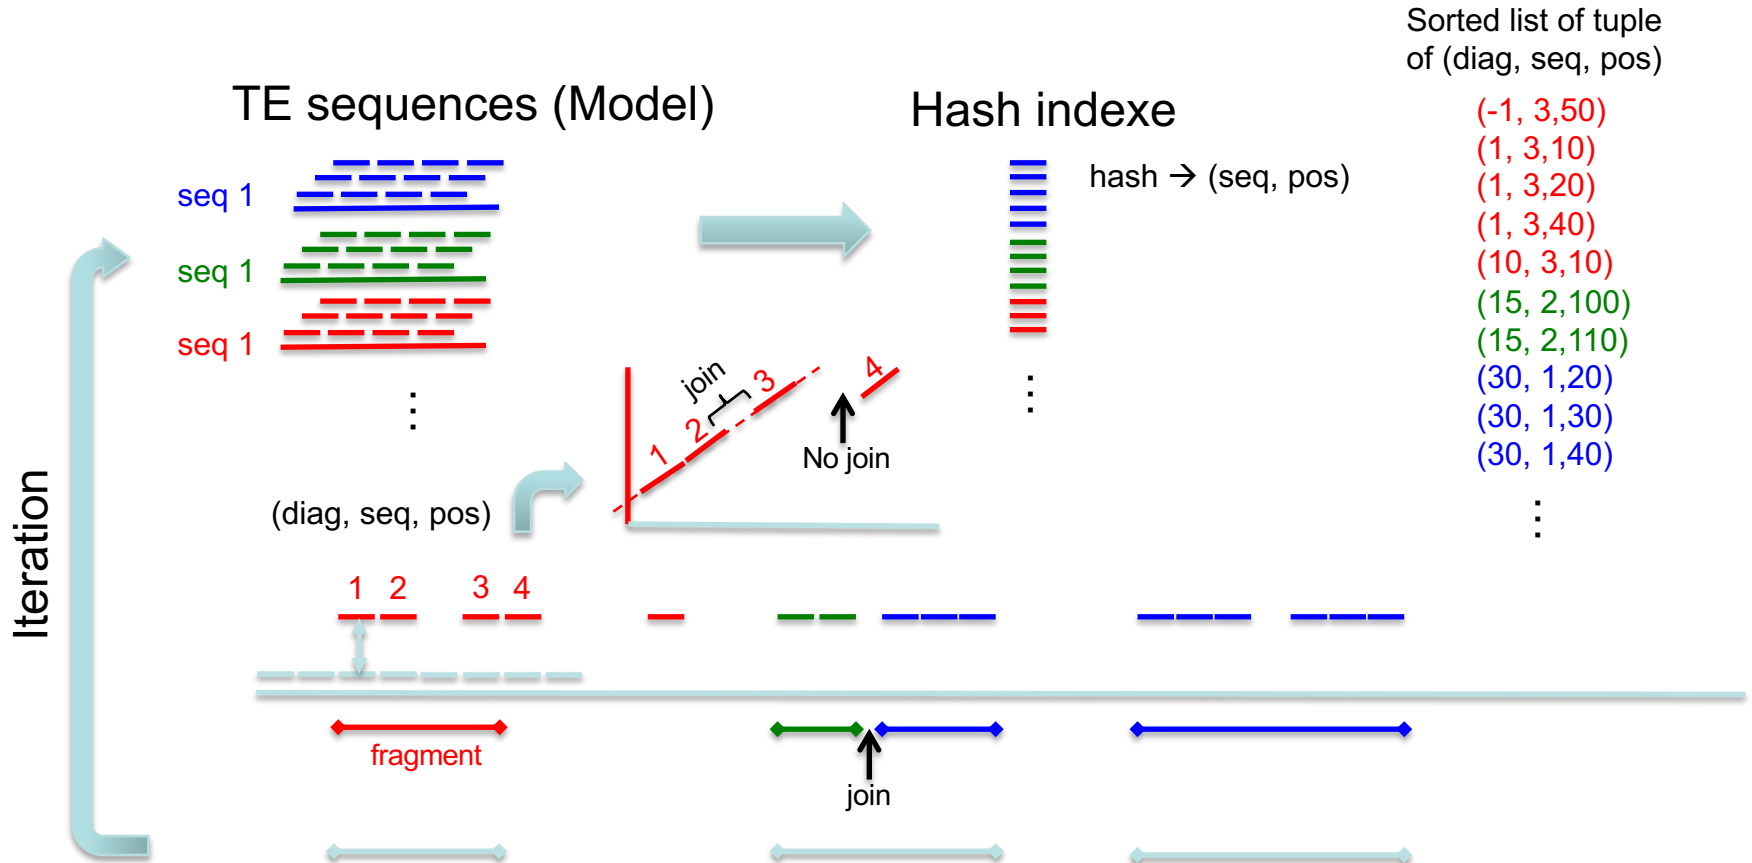 Sorted list of tuple
of (diag, seq, pos)
TE sequences (Model)
Hash indexe
hash → (seq, pos)
seq 1
seq 1
seq 1
⋮
⋮
(-1, 3,50)
(1, 3,10)
(1, 3,20)
(1, 3,40)
(10, 3,10)
(15, 2,100)
(15, 2,110)
(30, 1,20)
(30, 1,30)
(30, 1,40)
⋮
join
1
2
3
4
No join
(diag, seq, pos)
Iteration
1 2 3 4
fragment
join